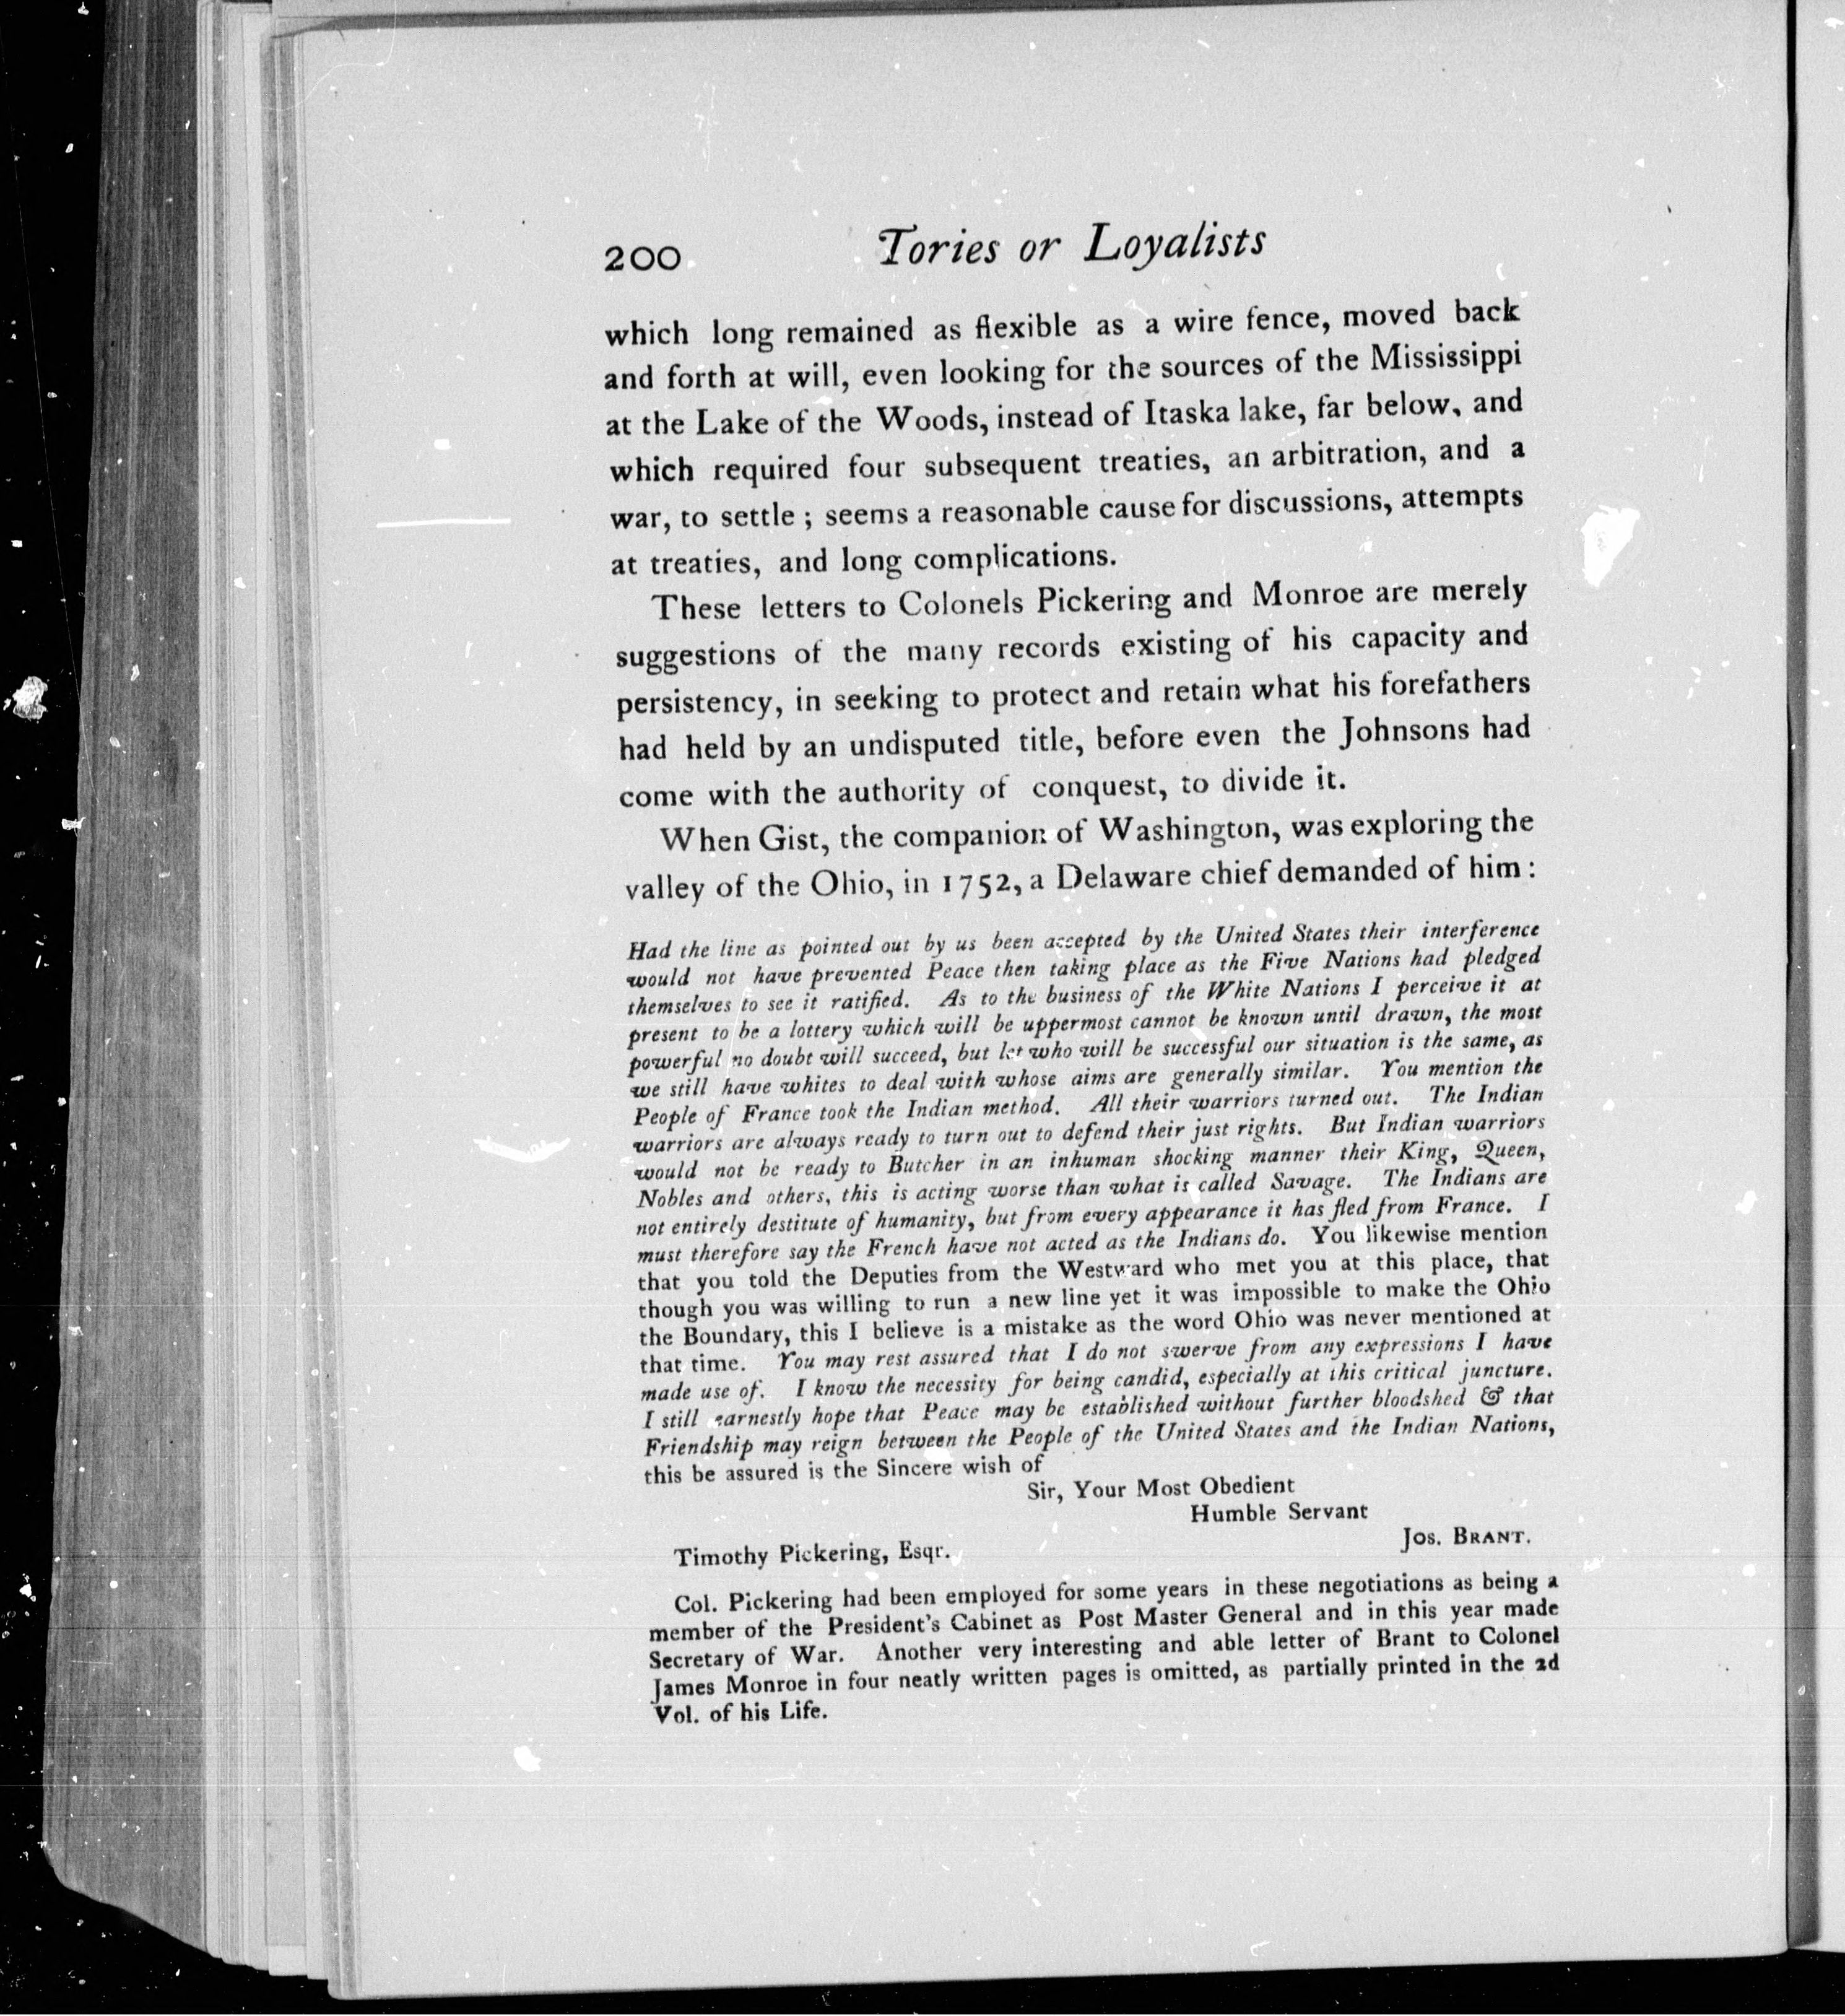 200 Tories or Loyalists
which long remained as flexible as a wire fence, moved back
and forth at will, even looking for the sources of the Mississippi
at the Lake of the Woods, instead of Itaska lake, far below, and
which required four subsequent treaties, an arbitration, and a
war, to settle ; seems a reasonable cause for discussions, attempts
at treaties, and long complications.
These letters to Colonels Pickering and Monroe are merely
suggestions of the many records existing of his capacity and
persistency, in seeking to protect and retain what his forefathers
had held by an undisputed title, before even the Johnsons had
come with the authority of conquest, to divide it.
When Gist, the companion of Washington, was exploring the
valley of the Ohio, in 1752, a Delaware chief demanded of him :
Had the line as pointed out by us been accepted by the United States their interference
would not have prevented Peace then taking place as the Five Nations had pledged
themselves to see it ratified. As to the business of the White Nations I perceive it at
present to be a lottery which will be uppermost cannot be known until drawn, the most
powerful no doubt will succeed, but let who will be successful our situation is the same, as
we still have whites to deal with whose aims are generally similar. You mention the
People of France took the Indian method. All their warriors turned out. The Indian
warriors are always ready to turn out to defend their just rights. But Indian warriors
would not be ready to Butcher in an inhuman shocking manner their King, Queen,
Nobles and others, this is acting worse than what is called Savage. The Indians are
not entirely destitute of humanity, but from every appearance it has fled from France. I
must therefore say the French have not acted as the Indians do. You likewise mention
that you told the Deputies from the Westward who met you at this place, that
though you was willing to run a new line yet it was impossible to make the Ohio
the Boundary, this I believe is a mistake as the word Ohio was never mentioned at
that time. You may rest assured that I do not swerve from any expressions I have
made use of. I know the necessity for being candid, especially at this critical juncture.
I still earnestly hope that Peace may be established without further bloodshed & that
Friendship may reign between the People of the United States and the Indian Nations,
this be assured is the Sincere wish of
Sir, Your Most Obedient
Humble Servant
Jos. Brant.
Timothy Pickering, Esqr.
Col. Pickering had been employed for some years in these negotiations as being a
member of the President's Cabinet as Post Master General and in this year made
Secretary of War. Another very interesting and able letter of Brant to Colonel
James Monroe in four neatly written pages is omitted, as partially printed in the 2d
Vol. of his Life.